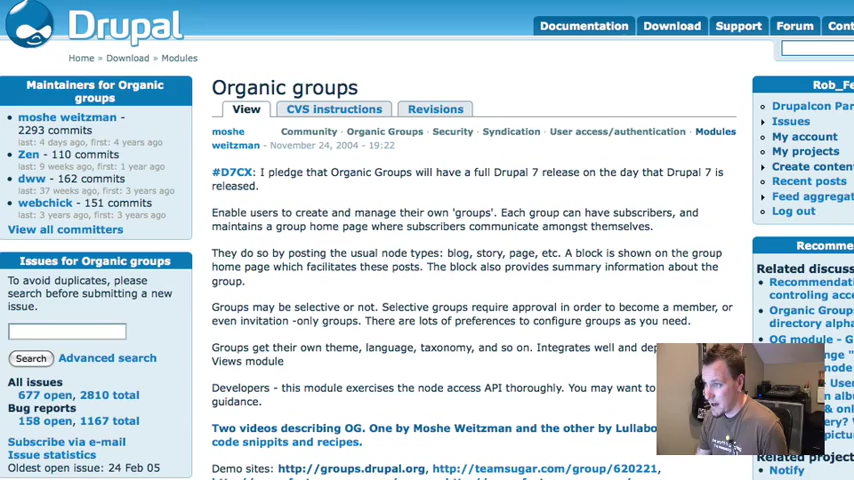 Drupal
Documentation
Download
Support
Forum
Home » Download » Modules
Maintainers for Organic
groups
moshe weitzman -
2293 commits
last: 4 days ago, first: 4 years ago
Zen - 110 commits
last: 9 weeks ago, first: 1 year ago
dww - 162 commits
last: 37 weeks ago, first: 3 years ago
webchick - 151 commits
last: 3 years ago, first: 3 years ago
View all committers
Issues for Organic groups
To avoid duplicates, please
search before submitting a new
issue.
Search
Advanced search
All issues
677 open, 2810 total
Bug reports
158 open, 1167 total
Subscribe via e-mail
Issue statistics
Oldest open issue: 24 Feb 05
Organic groups
View
CVS instructions
Revisions
moshe weitzman - November 24, 2004 - 19:22
Community · Organic Groups · Security · Syndication · User access/authentication · Modules
#D7CX: I pledge that Organic Groups will have a full Drupal 7 release on the day that Drupal 7 is
released.
Enable users to create and manage their own 'groups'. Each group can have subscribers, and
maintains a group home page where subscribers communicate amongst themselves.
They do so by posting the usual node types: blog, story, page, etc. A block is shown on the group
home page which facilitates these posts. The block also provides summary information about the
group.
Groups may be selective or not. Selective groups require approval in order to become a member, or
even invitation -only groups. There are lots of preferences to configure groups as you need.
Groups get their own theme, language, taxonomy, and so on. Integrates well and
Views module
Developers - this module exercises the node access API thoroughly. You may want to
guidance.
Two videos describing OG. One by Moshe Weitzman and the other by
code snippits and recipes.
Demo sites: http://groups.drupal.org, http://teamsugar.com/group/620221,
Drupalcon
Issues
My account
My projects
Create
Recent posts
Feed
Log out
Related
Organic
OG module -
node
Related
Notify